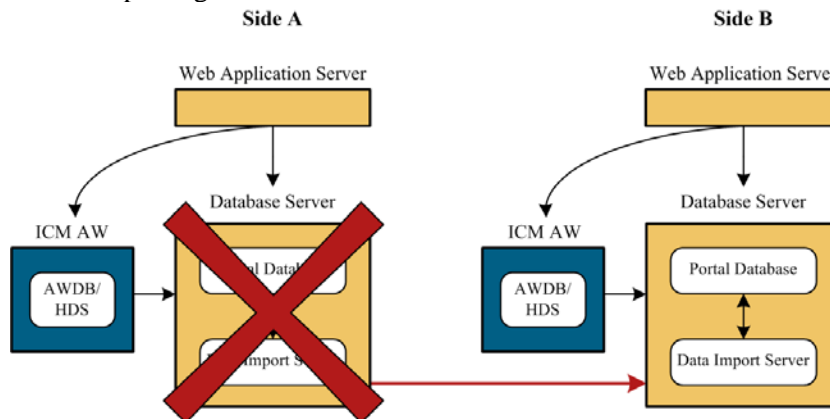 Side A
Side B
Web Application Server
Web Application Serve
Database Server
Database Server
ICM AW
ICM AW
AWDB/
HDS
AWDB/
HDS
Portal Database
Import
Data Import Server